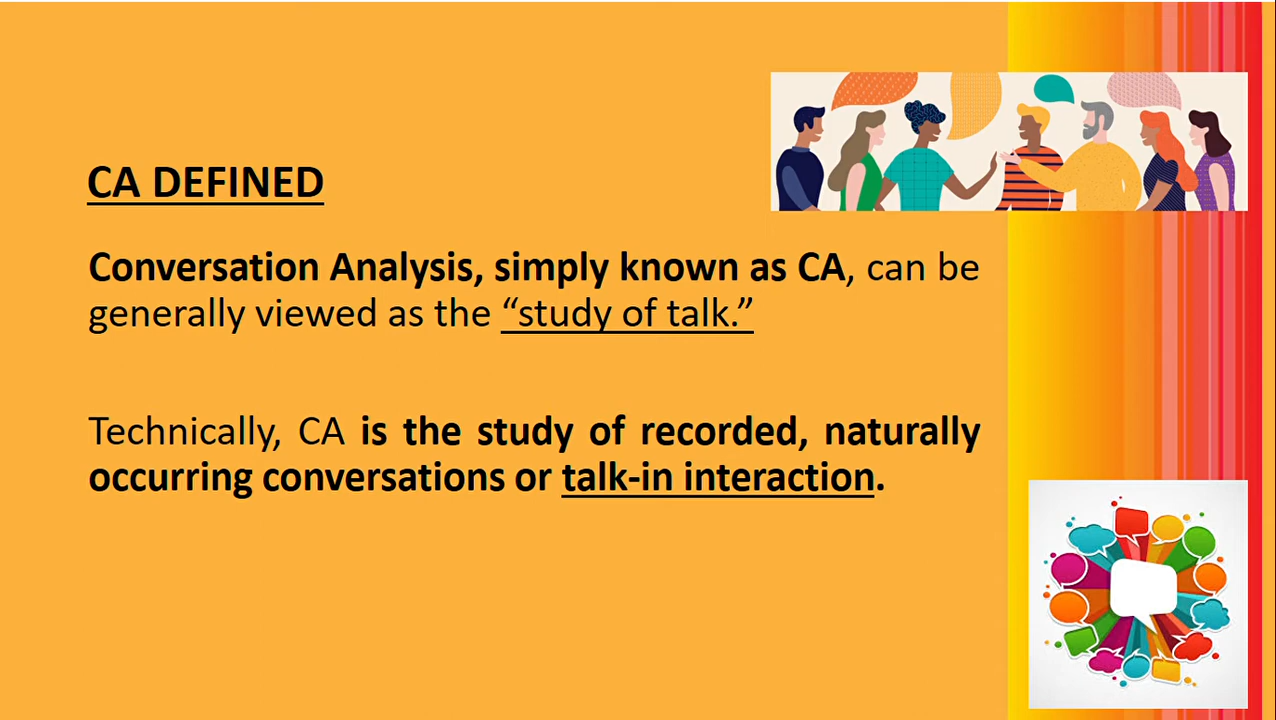 CA DEFINED
Conversation Analysis, simply known as CA, can be
generally viewed as the “study of talk.”
Technically, CA is the study of recorded, naturally
occurring conversations or talk-in interaction.